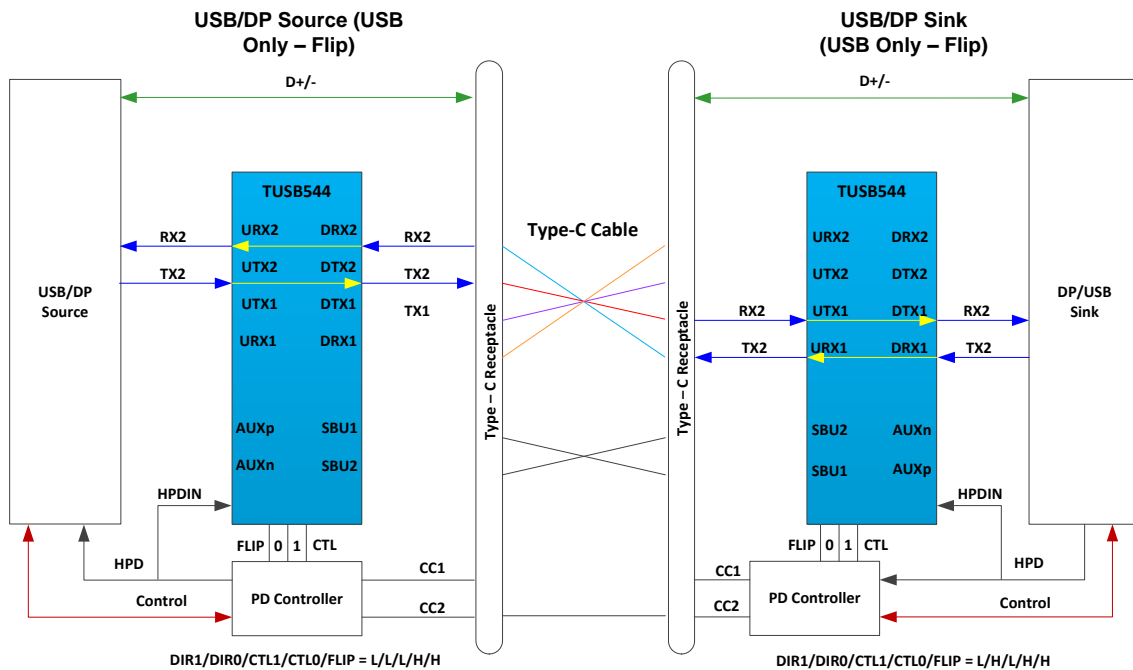 USB/DP Source (USB
Only – Flip)
USB/DP Sink
(USB Only – Flip)
D+/-
D+/-
TUSB544
TUSB544
Type-C Cable
RX2
URX2
DRX2
RX2
URX2
DRX2
TX2
UTX2
DTX2
TX2
UTX2
DTX2
USB/DP
Source
UTX1
DTX1
TX1
DP/USB
Sink
RX2
UTX1
DTX1
RX2
URX1
DRX1
TX2
URX1
DRX1
TX2
Type – C Receptacle
Type – C Receptacle
AUXp
SBU1
SBU2
AUXn
AUXn
SBU2
SBU1
AUXp
HPDIN
HPDIN
FLIP
0
1
CTL
FLIP
0
1
CTL
HPD
CC1
CC1
HPD
Control
PD Controller
CC2
CC2
PD Controller
Control
DIR1/DIR0/CTL1/CTL0/FLIP = L/L/L/H/H
DIR1/DIR0/CTL1/CTL0/FLIP = L/H/L/H/H